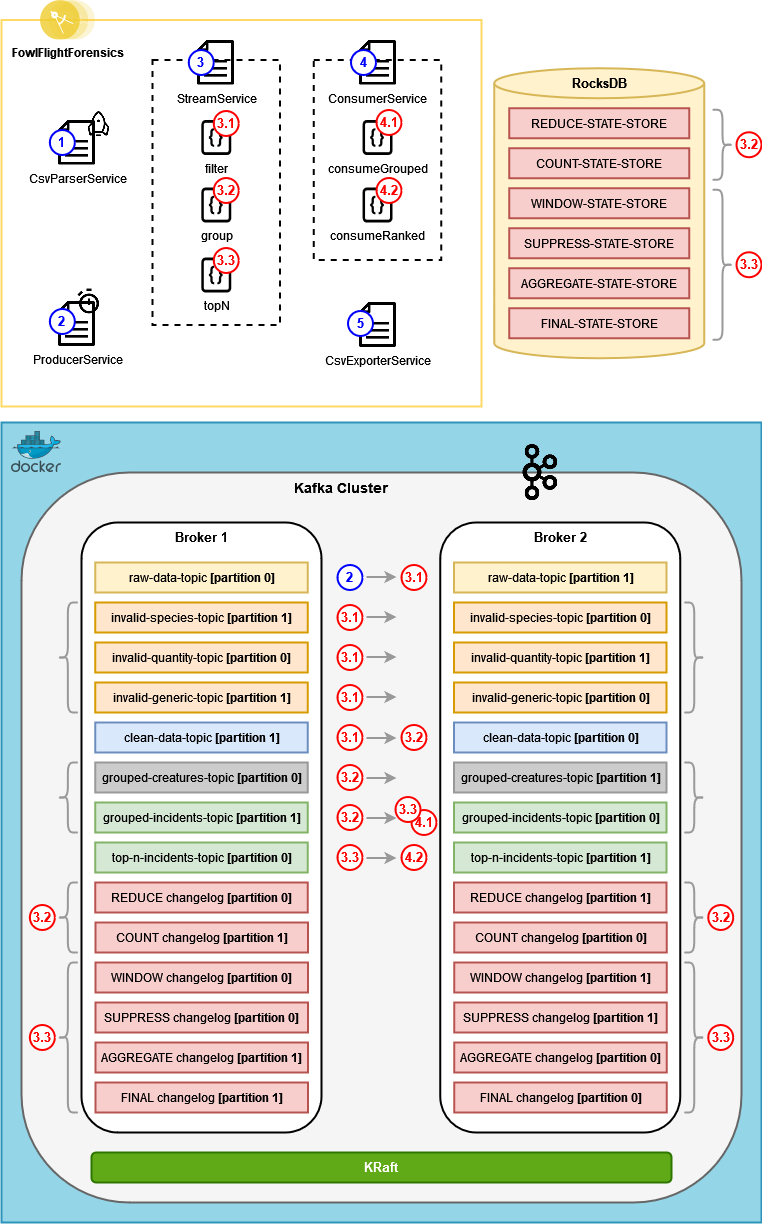 FowlFlightForensics
3
StreamService
3.1
{ }
filter
3.2
{ }
group
3.3
{ }
topN
4
ConsumerService
4.1
{ }
consumeGrouped
4.2
{ }
consumeRanked
1
CsvParserService
2
ProducerService
5
CsvExporterService
RocksDB
REDUCE-STATE-STORE
COUNT-STATE-STORE
3.2
WINDOW-STATE-STORE
SUPPRESS-STATE-STORE
AGGREGATE-STATE-STORE
FINAL-STATE-STORE
3.3
docker
Kafka Cluster
Broker 1
Broker 2
raw-data-topic [partition 0]
2
3.1
raw-data-topic [partition 1]
invalid-species-topic [partition 1]
3.1
invalid-species-topic [partition 0]
invalid-quantity-topic [partition 0]
3.1
invalid-quantity-topic [partition 1]
invalid-generic-topic [partition 1]
3.1
invalid-generic-topic [partition 0]
clean-data-topic [partition 1]
3.1
3.2
clean-data-topic [partition 0]
grouped-creatures-topic [partition 0]
3.2
grouped-creatures-topic [partition 1]
grouped-incidents-topic [partition 1]
3.2
3.3
4.1
grouped-incidents-topic [partition 0]
top-n-incidents-topic [partition 0]
3.3
4.2
top-n-incidents-topic [partition 1]
3.2
REDUCE changelog [partition 0]
REDUCE changelog [partition 1]
3.2
COUNT changelog [partition 1]
COUNT changelog [partition 0]
WINDOW changelog [partition 0]
WINDOW changelog [partition 1]
3.3
SUPPRESS changelog [partition 0]
SUPPRESS changelog [partition 1]
3.3
AGGREGATE changelog [partition 1]
AGGREGATE changelog [partition 0]
FINAL changelog [partition 1]
FINAL changelog [partition 0]
KRaft